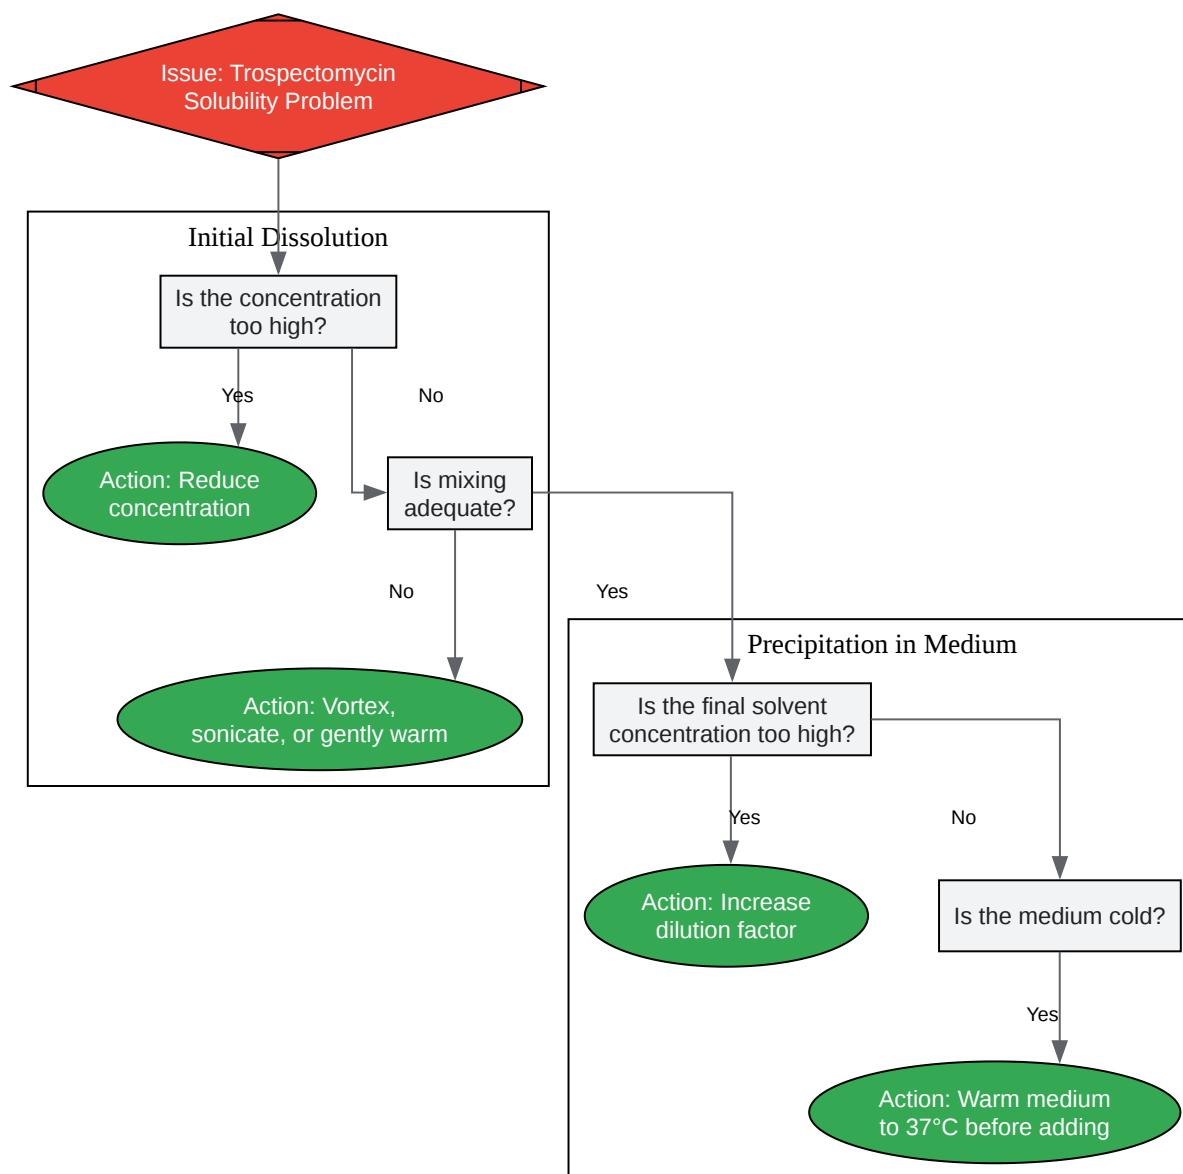 Issue: Trospectomycin
Solubility Problem
Initial Dissolution
Is the concentration
too high?
Yes
No
Action: Reduce
concentration
Is mixing
adequate?
No
Yes
Action: Vortex,
sonicate, or gently warm
Precipitation in Medium
Is the final solvent
concentration too high?
Yes
No
Action: Increase
dilution factor
Is the medium cold?
Yes
Action: Warm medium
to 37°C before adding